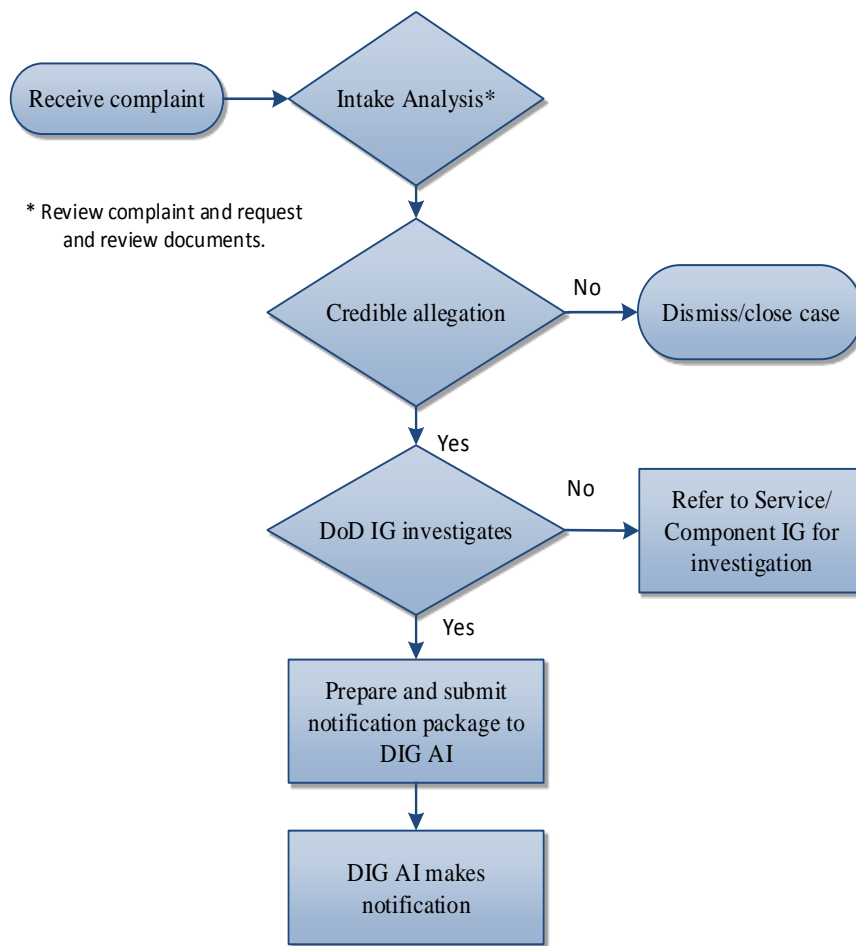 Receive complaint
Intake Analysis*
* Review complaint and request
and review documents.
Credible allegation
No
Dismiss/close case
Yes
DoD IG investigates
No
Refer to Service/
Component IG for
investigation
Yes
Prepare and submit
notification package to
DIG AI
DIG AI makes
notification